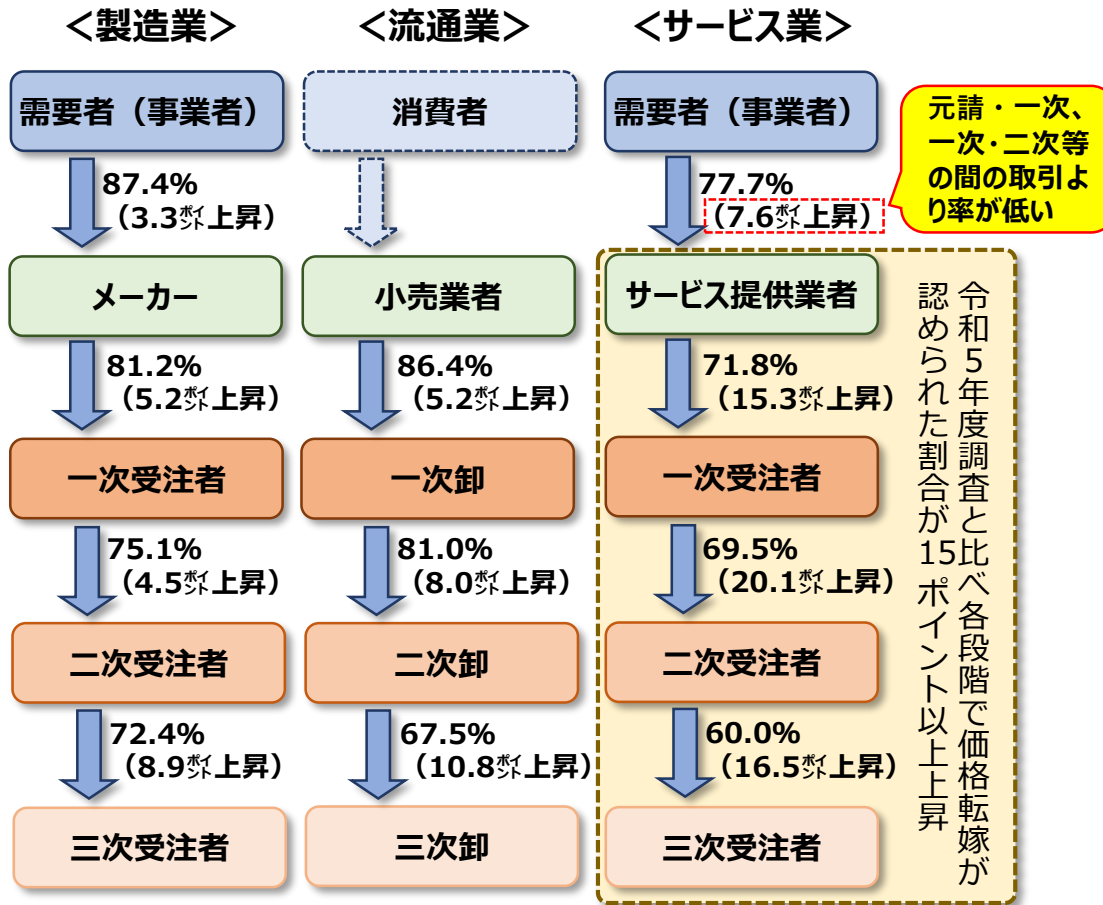 ＜製造業＞
需要者（事業者）
87.4%
（3.3ポイント上昇）
メーカー
81.2%
（5.2ポイント上昇）
一次受注者
75.1%
（4.5ポイント上昇）
二次受注者
72.4%
（8.9ポイント上昇）
三次受注者
＜流通業＞
消費者
小売業者
86.4%
（5.2ポイント上昇）
一次卸
81.0%
（8.0ポイント上昇）
二次卸
67.5%
（10.8ポイント上昇）
三次卸
＜サービス業＞
需要者（事業者）
77.7%
（7.6ポイント上昇）
元請・一次、
一次・二次等
の間の取引よ
り率が低い
サービス提供業者
71.8%
（15.3ポイント上昇）
一次受注者
69.5%
（20.1ポイント上昇）
二次受注者
60.0%
（16.5ポイント上昇）
三次受注者
令和５年度調査と比べ各段階で価格転嫁が
認められた割合が15ポイント以上上昇